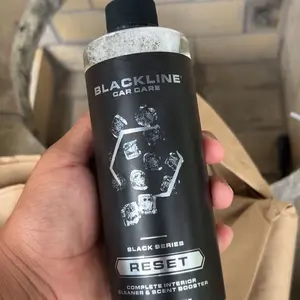 BLACKLINE
CAR CARE
BLACK SERIES
RESET
COMPLETE INTERIOR
CLEANER & SCENT BOOSTER